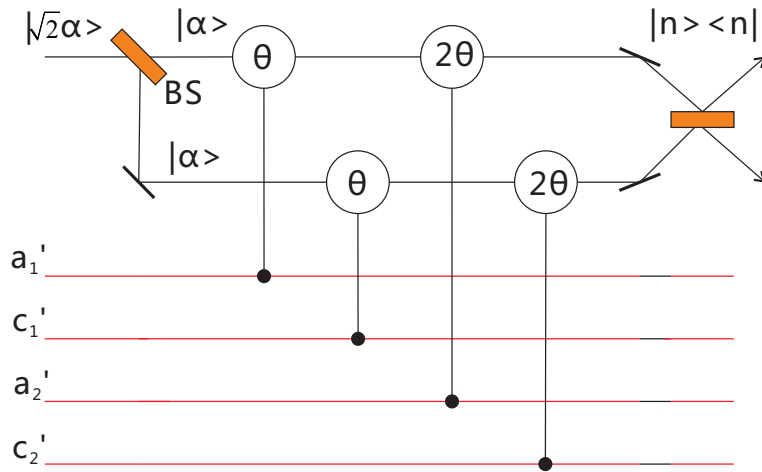 |√2α> |α> |n> <n|
θ 2θ
BS
|α>
θ 2θ
a₁'
c₁'
a₂'
c₂'